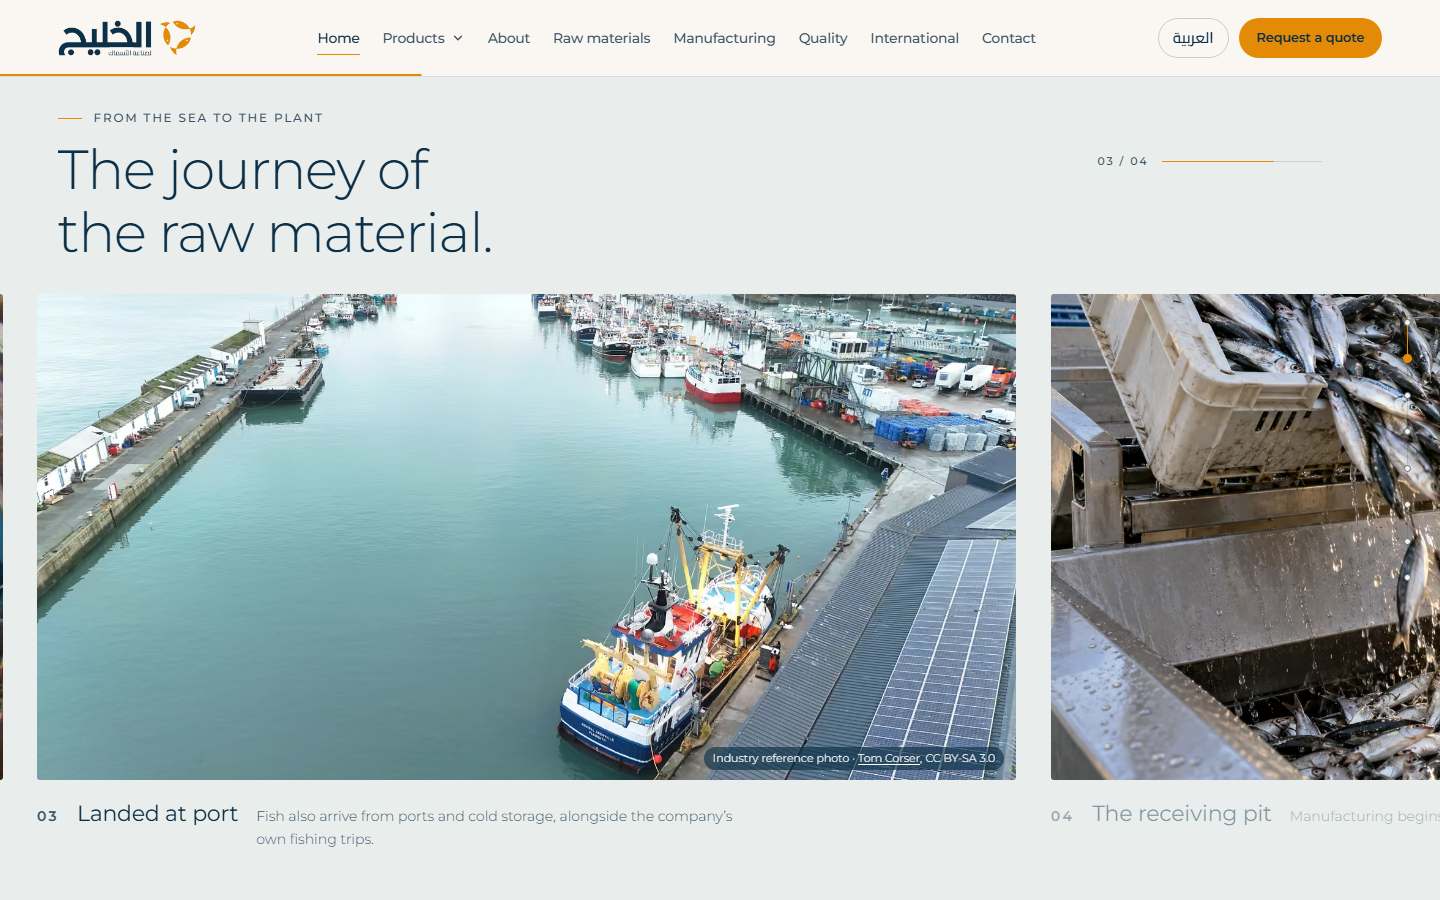 الخليج
لصناعة الأسماك
Home
Products
About
Raw materials
Manufacturing
Quality
International
Contact
العربية
Request a quote
FROM THE SEA TO THE PLANT
The journey of
the raw material.
03 / 04
Industry reference photo · Tom Corser, CC BY-SA 3.0.
03 Landed at port Fish also arrive from ports and cold storage, alongside the company’s
own fishing trips.
04 The receiving pit Manufacturing begins